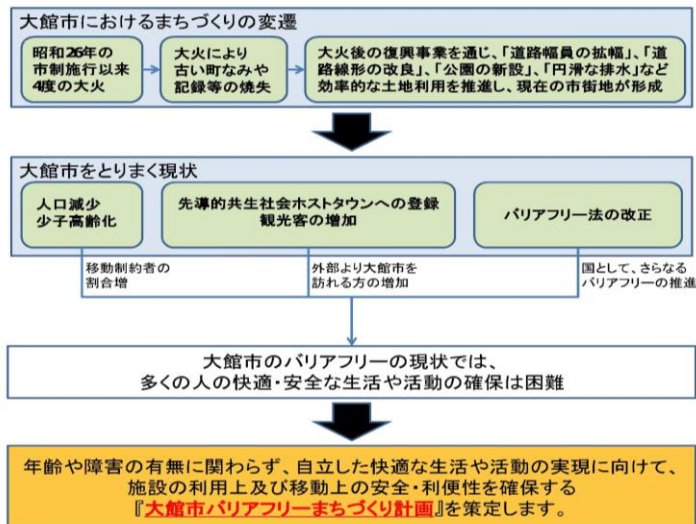 大館市におけるまちづくりの変遷
昭和26年の
市制施行以来
4度の大火
大火により
古い町なみや
記録等の焼失
大火後の復興事業を通じ、「道路幅員の拡幅」、「道
路線形の改良」、「公園の新設」、「円滑な排水」など
効率的な土地利用を推進し、現在の市街地が形成
大館市をとりまく現状
人口減少
少子高齢化
先導的共生社会ホストタウンへの登録
観光客の増加
バリアフリー法の改正
移動制約者の
割合増
外部より大館市を
訪れる方の増加
国として、さらなる
バリアフリーの推進
大館市のバリアフリーの現状では、
多くの人の快適・安全な生活や活動の確保は困難
年齢や障害の有無に関わらず、自立した快適な生活や活動の実現に向けて、
施設の利用上及び移動上の安全・利便性を確保する
『大館市バリアフリーまちづくり計画』を策定します。